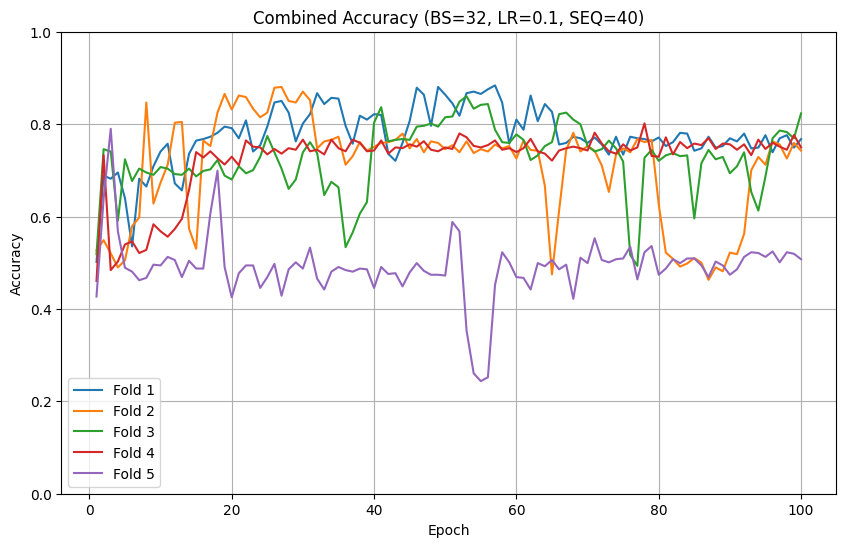 Combined Accuracy (BS=32, LR=0.1, SEQ=40)
1.0
0.8
0.6
0.4
0.2
0.0
Accuracy
Fold 1
Fold 2
Fold 3
Fold 4
Fold 5
0 20 40 60 80 100
Epoch